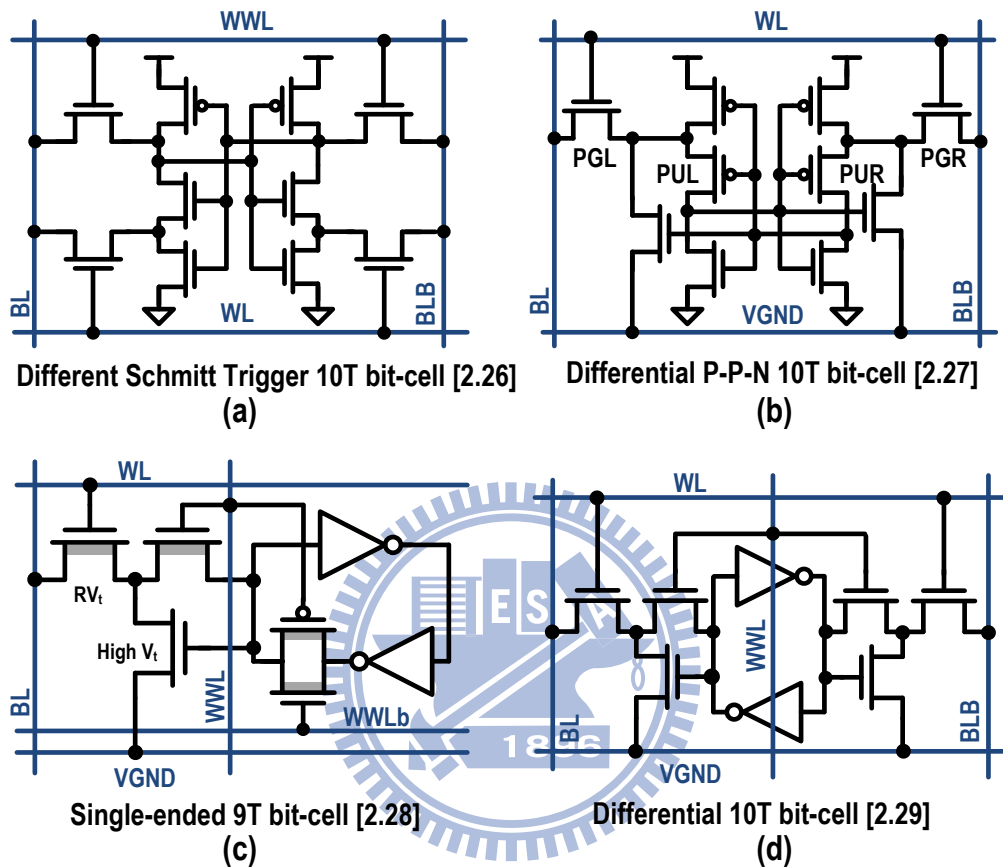 WWL
BL
WL
BLB
Different Schmitt Trigger 10T bit-cell [2.26]
(a)
WL
PGL
PUL
PUR
PGR
BL
VGND
BLB
Differential P-P-N 10T bit-cell [2.27]
(b)
WL
RVt
High Vt
BL
WWL
WWLb
VGND
Single-ended 9T bit-cell [2.28]
(c)
WL
WWL
BL
BLB
VGND
Differential 10T bit-cell [2.29]
(d)
ES
A
1896